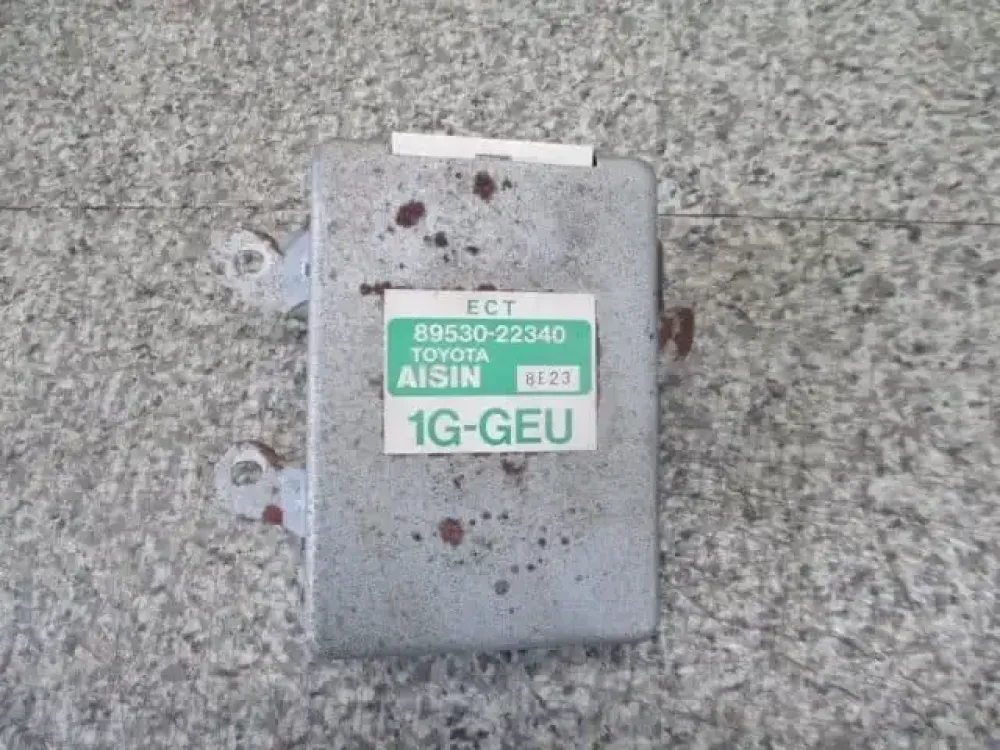 ECT
89530-22340
TOYOTA
AISIN 8E23
1G-GEU